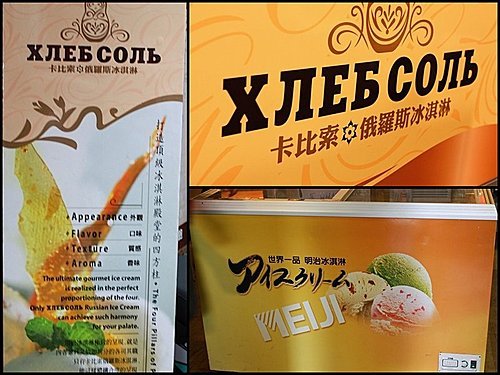 ХЛЕБ СОЛЬ
卡比索 俄羅斯冰淇淋
打造頂級冰淇淋殿堂的四方柱 • The Four Pillars of
• Appearance 外觀
• Flavor 口味
• Texture 質感
• Aroma 香味
The ultimate gourmet ice cream
is realized in the perfect
proportioning of the four.
Only ХЛЕБ СОЛЬ Russian Ice Cream
can achieve such harmony
for your palate.
ХЛЕБ СОЛЬ
卡比索 俄羅斯冰淇淋
世界一品 明治冰淇淋
アイスクリーム
MEIJI